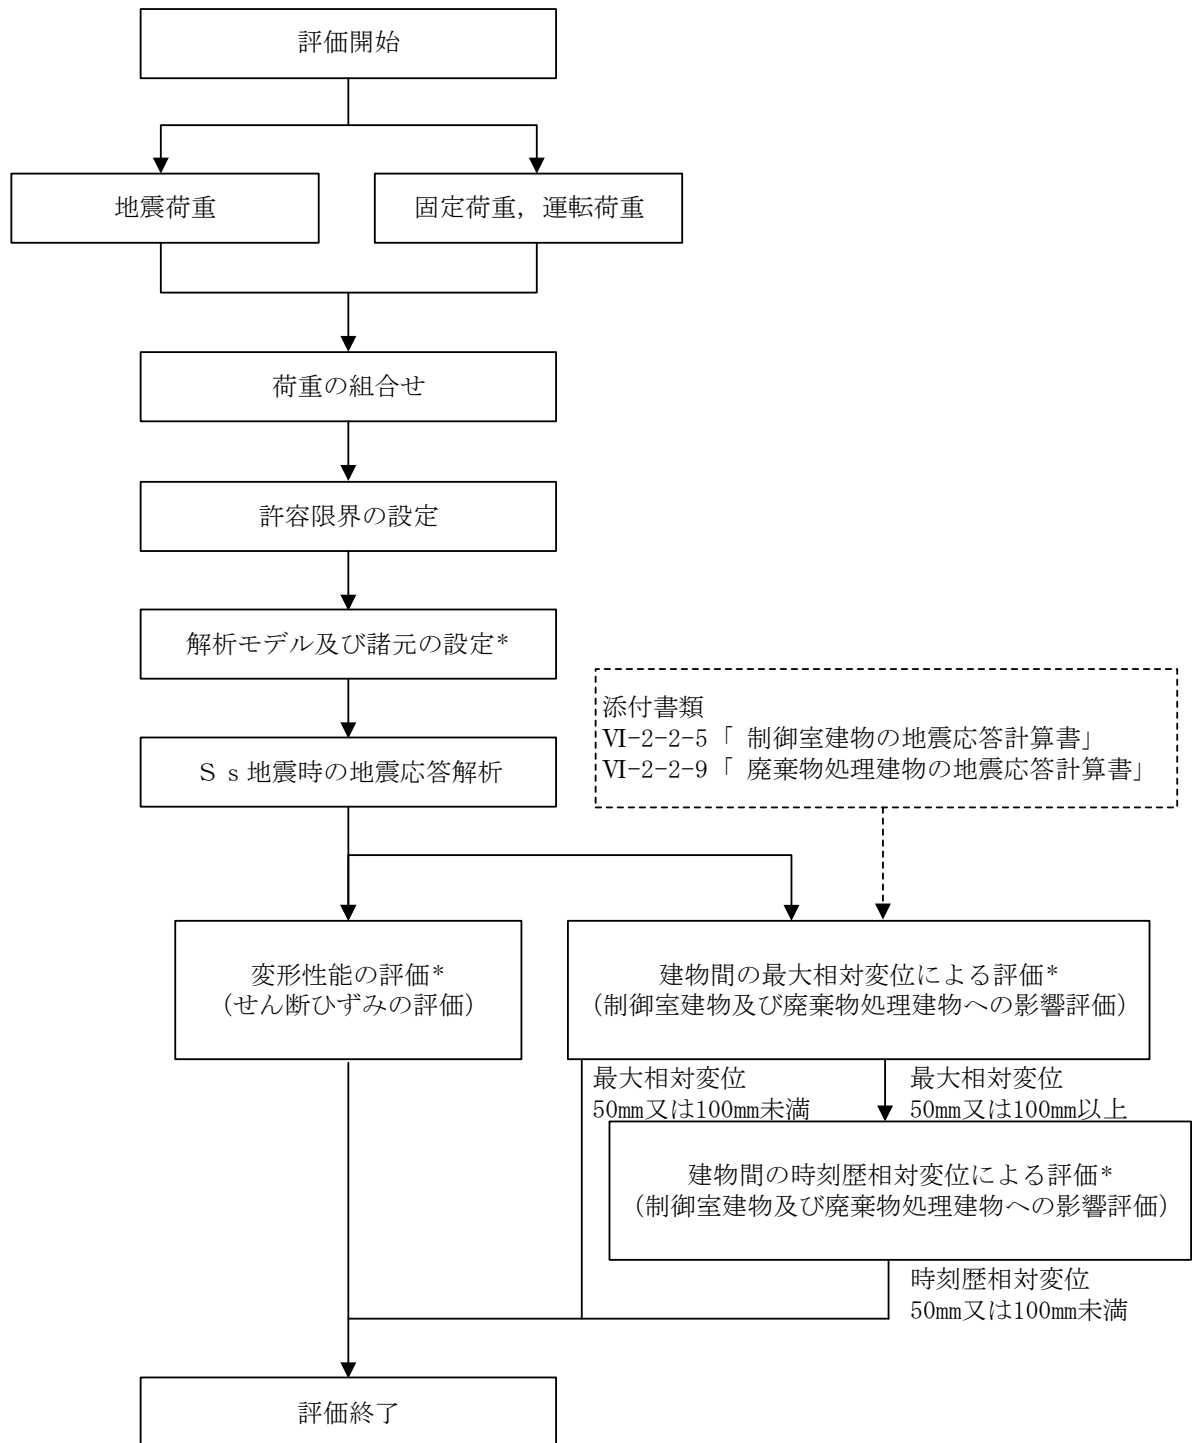 評価開始
地震荷重
固定荷重，運転荷重
荷重の組合せ
許容限界の設定
解析モデル及び諸元の設定*
Ｓｓ地震時の地震応答解析
添付書類
Ⅵ-2-2-5「 制御室建物の地震応答計算書」
Ⅵ-2-2-9「 廃棄物処理建物の地震応答計算書」
変形性能の評価*
(せん断ひずみの評価)
建物間の最大相対変位による評価*
(制御室建物及び廃棄物処理建物への影響評価)
最大相対変位
50mm又は100mm未満
最大相対変位
50mm又は100mm以上
建物間の時刻歴相対変位による評価*
(制御室建物及び廃棄物処理建物への影響評価)
時刻歴相対変位
50mm又は100mm未満
評価終了